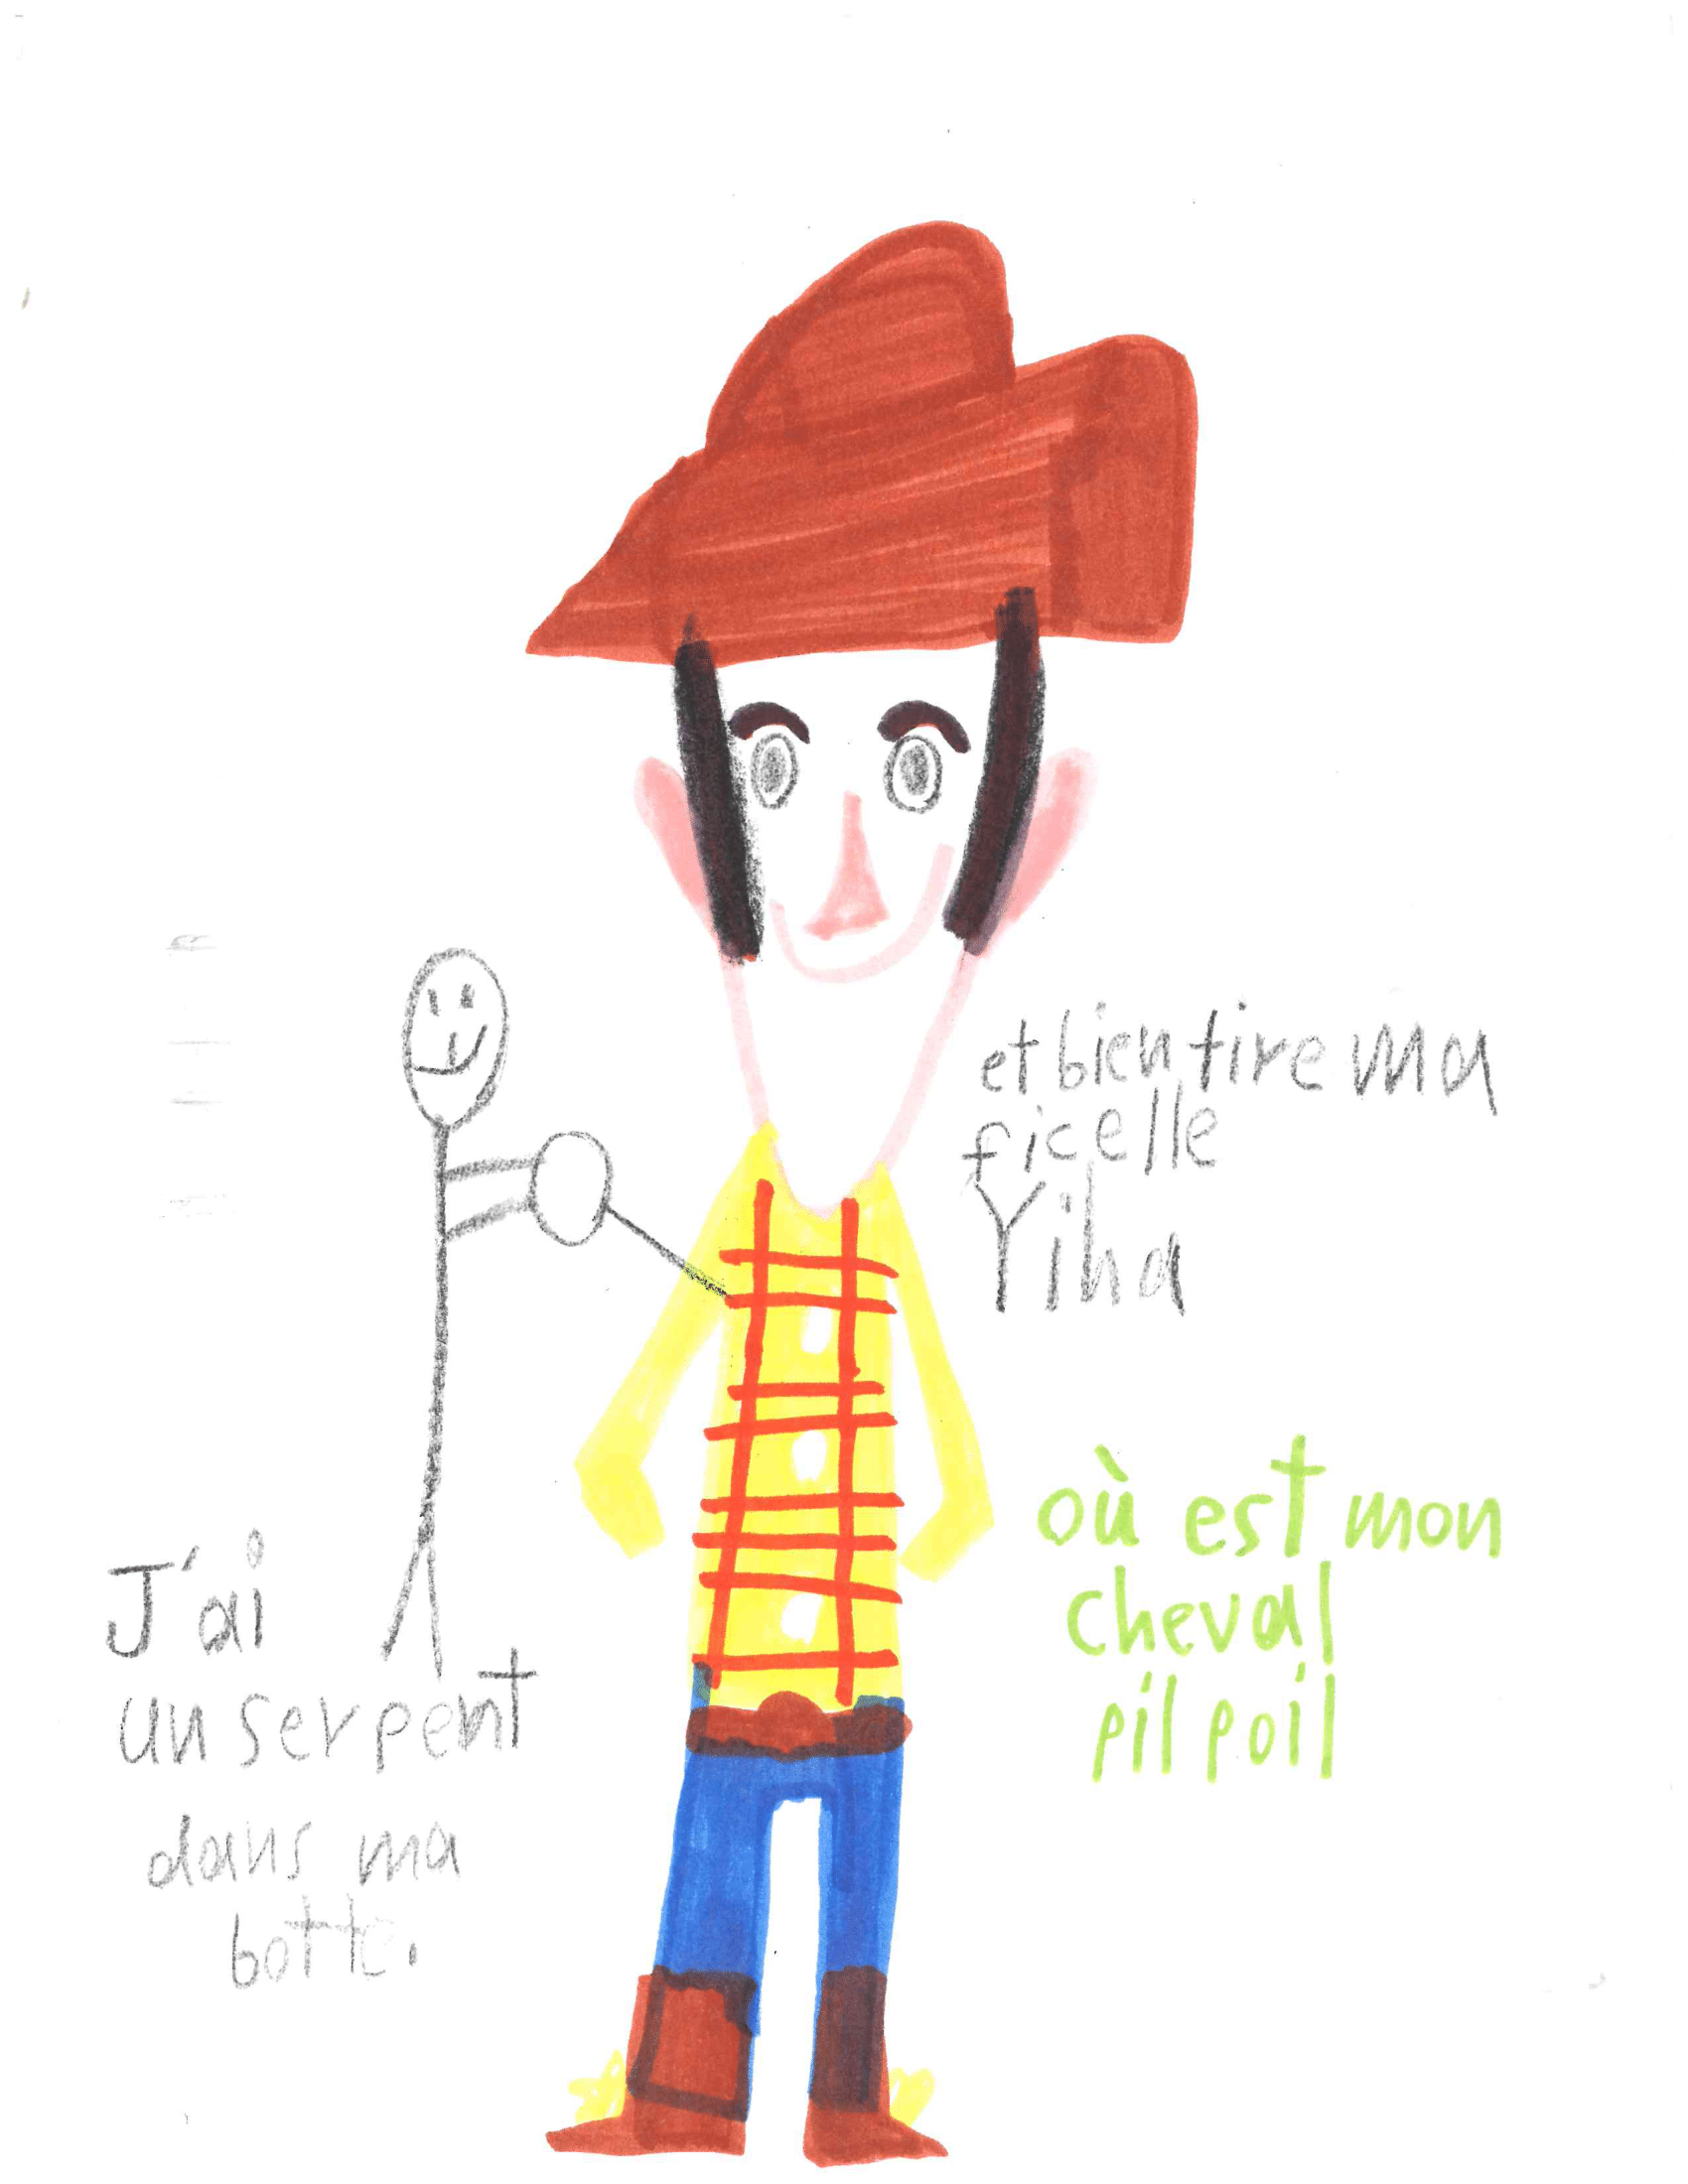 et bien tire ma
ficelle
Yiha
J'ai
un serpent
dans ma
botte.
où est mon
cheval
pil poil